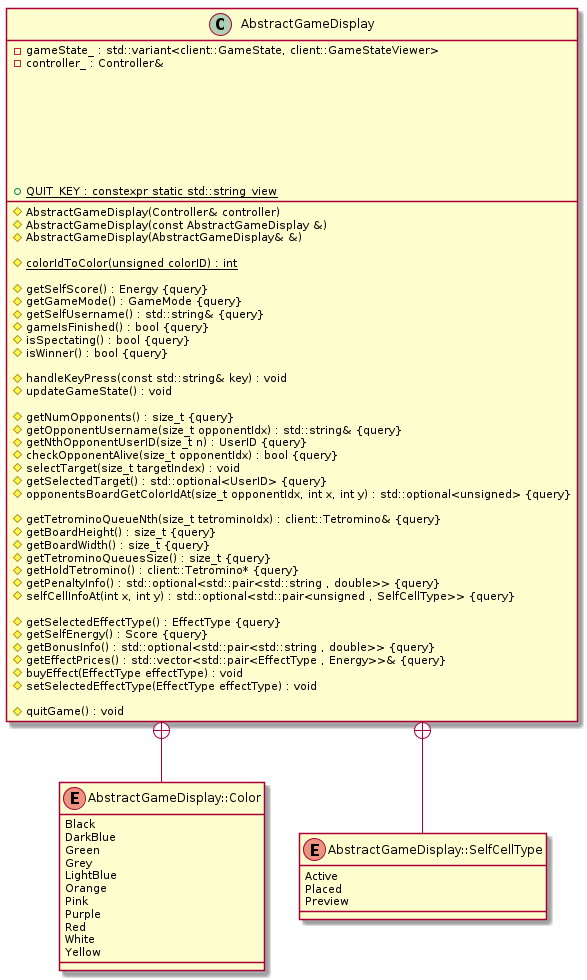 C AbstractGameDisplay
gameState_ : std::variant<client::GameState, client::GameStateViewer>
controller_ : Controller&
QUIT_KEY : constexpr static std::string_view
AbstractGameDisplay(Controller& controller)
AbstractGameDisplay(const AbstractGameDisplay &)
AbstractGameDisplay(AbstractGameDisplay& &)
colorIdToColor(unsigned colorID) : int
getSelfScore() : Energy {query}
getGameMode() : GameMode {query}
getSelfUsername() : std::string& {query}
gameIsFinished() : bool {query}
isSpectating() : bool {query}
isWinner() : bool {query}
handleKeyPress(const std::string& key) : void
updateGameState() : void
getNumOpponents() : size_t {query}
getOpponentUsername(size_t opponentIdx) : std::string& {query}
getNthOpponentUserID(size_t n) : UserID {query}
checkOpponentAlive(size_t opponentIdx) : bool {query}
selectTarget(size_t targetIndex) : void
getSelectedTarget() : std::optional<UserID> {query}
opponentsBoardGetColorIdAt(size_t opponentIdx, int x, int y) : std::optional<unsigned> {query}
getTetrominoQueueNth(size_t tetrominoIdx) : client::Tetromino& {query}
getBoardHeight() : size_t {query}
getBoardWidth() : size_t {query}
getTetrominoQueuesSize() : size_t {query}
getHoldTetromino() : client::Tetromino* {query}
getPenaltyInfo() : std::optional<std::pair<std::string , double>> {query}
selfCellInfoAt(int x, int y) : std::optional<std::pair<unsigned , SelfCellType>> {query}
getSelectedEffectType() : EffectType {query}
getSelfEnergy() : Score {query}
getBonusInfo() : std::optional<std::pair<std::string , double>> {query}
getEffectPrices() : std::vector<std::pair<EffectType , Energy>>& {query}
buyEffect(EffectType effectType) : void
setSelectedEffectType(EffectType effectType) : void
quitGame() : void
E AbstractGameDisplay::Color
Black
DarkBlue
Green
Grey
LightBlue
Orange
Pink
Purple
Red
White
Yellow
E AbstractGameDisplay::SelfCellType
Active
Placed
Preview